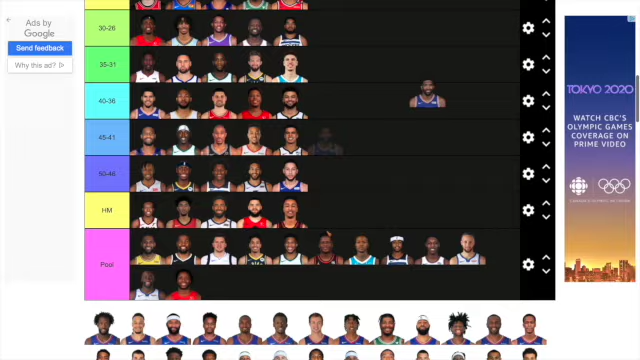 Ads by
Google
Send feedback
Why this ad?
30-26
35-31
40-36
45-41
50-46
HM
Pool
TOKYO 2020
WATCH CBC'S
OLYMPIC GAMES
COVERAGE ON
PRIME VIDEO